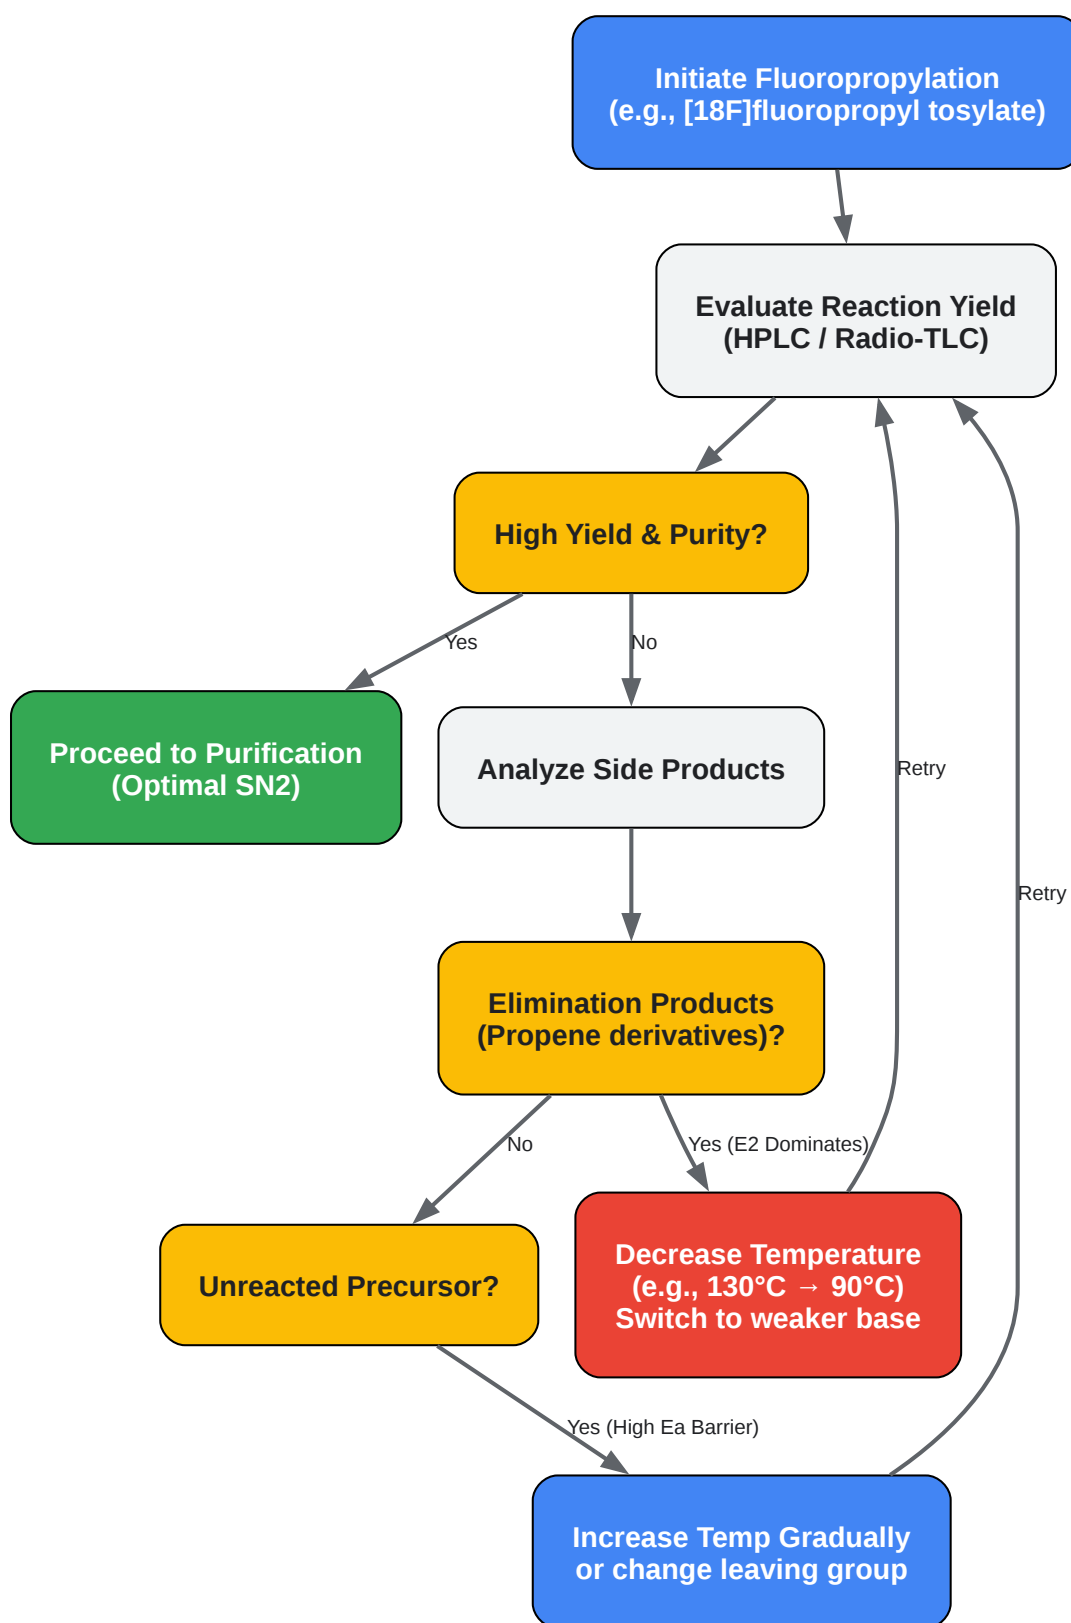 Initiate Fluoropropylation
(e.g., [18F]fluoropropyl tosylate)
Evaluate Reaction Yield
(HPLC / Radio-TLC)
High Yield & Purity?
Yes
No
Proceed to Purification
(Optimal SN2)
Analyze Side Products
Retry
Retry
Elimination Products
(Propene derivatives)?
No
Yes (E2 Dominates)
Unreacted Precursor?
Decrease Temperature
(e.g., 130°C → 90°C)
Switch to weaker base
Yes (High Ea Barrier)
Increase Temp Gradually
or change leaving group